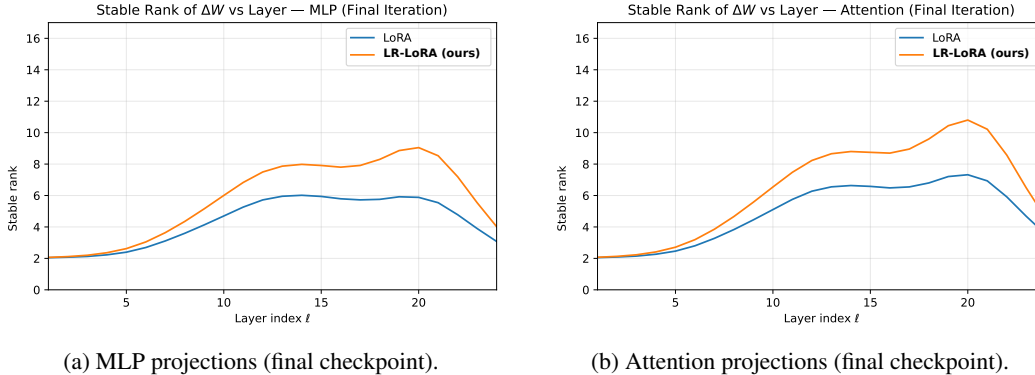 Stable Rank of ΔW vs Layer — MLP (Final Iteration)
LoRA
LR-LoRA (ours)
16
14
12
10
8
6
4
2
0
Stable rank
5
10
15
20
Layer index ℓ
(a) MLP projections (final checkpoint).
Stable Rank of ΔW vs Layer — Attention (Final Iteration)
LoRA
LR-LoRA (ours)
16
14
12
10
8
6
4
2
0
Stable rank
5
10
15
20
Layer index ℓ
(b) Attention projections (final checkpoint).